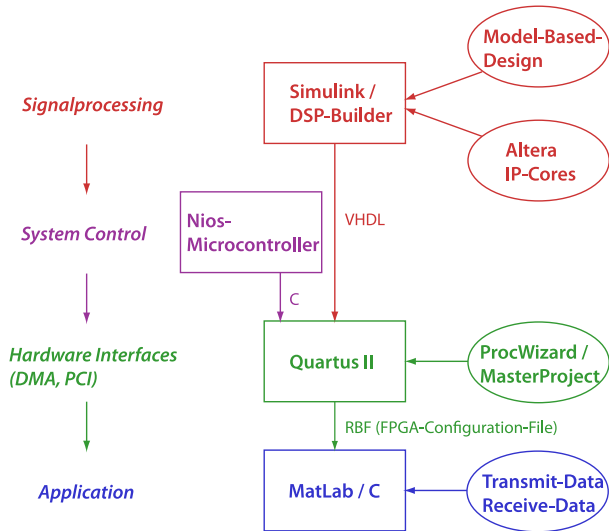 Model-Based-
Design
Simulink /
DSP-Builder
Signalprocessing
Altera
IP-Cores
Nios-
Microcontroller
VHDL
System Control
C
Hardware Interfaces
(DMA, PCI)
Quartus II
ProcWizard /
MasterProject
RBF (FPGA-Configuration-File)
Application
MatLab / C
Transmit-Data
Receive-Data